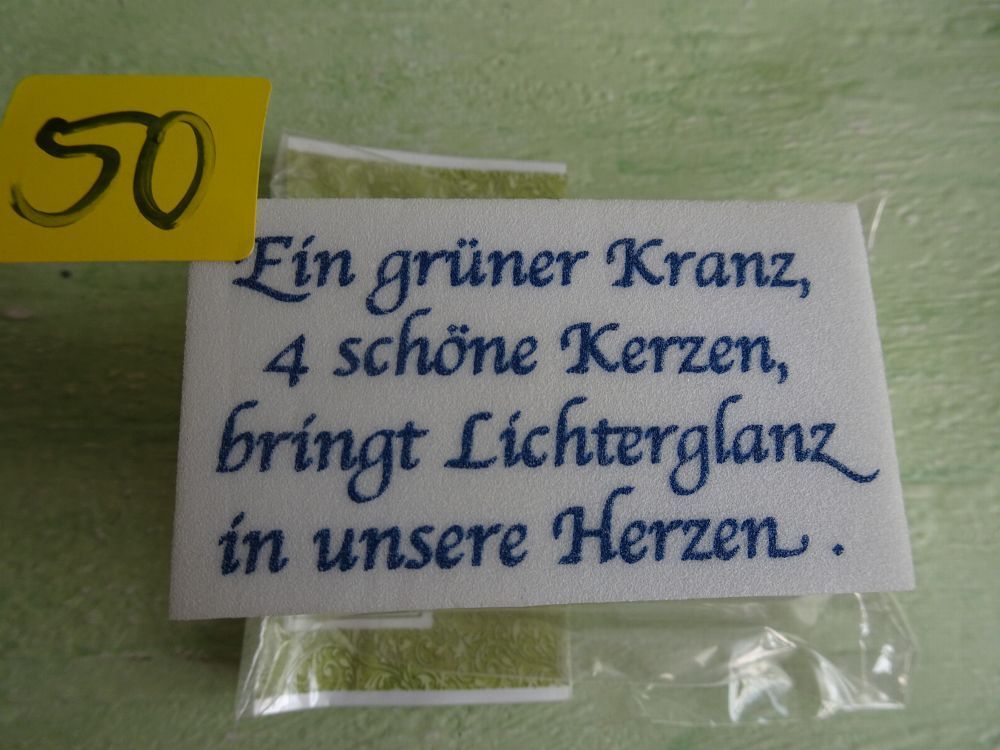 50
Ein grüner Kranz,
4 schöne Kerzen,
bringt Lichterglanz
in unsere Herzen .